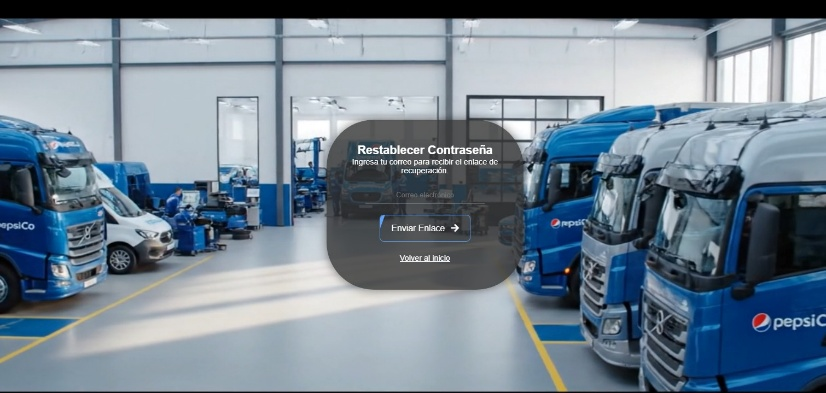 Restablecer Contraseña
Ingresa tu correo para recibir el enlace de
recuperación
Correo electrónico
Enviar Enlace
Volver al inicio
pepsiCo
pepsiCo
pepsiC